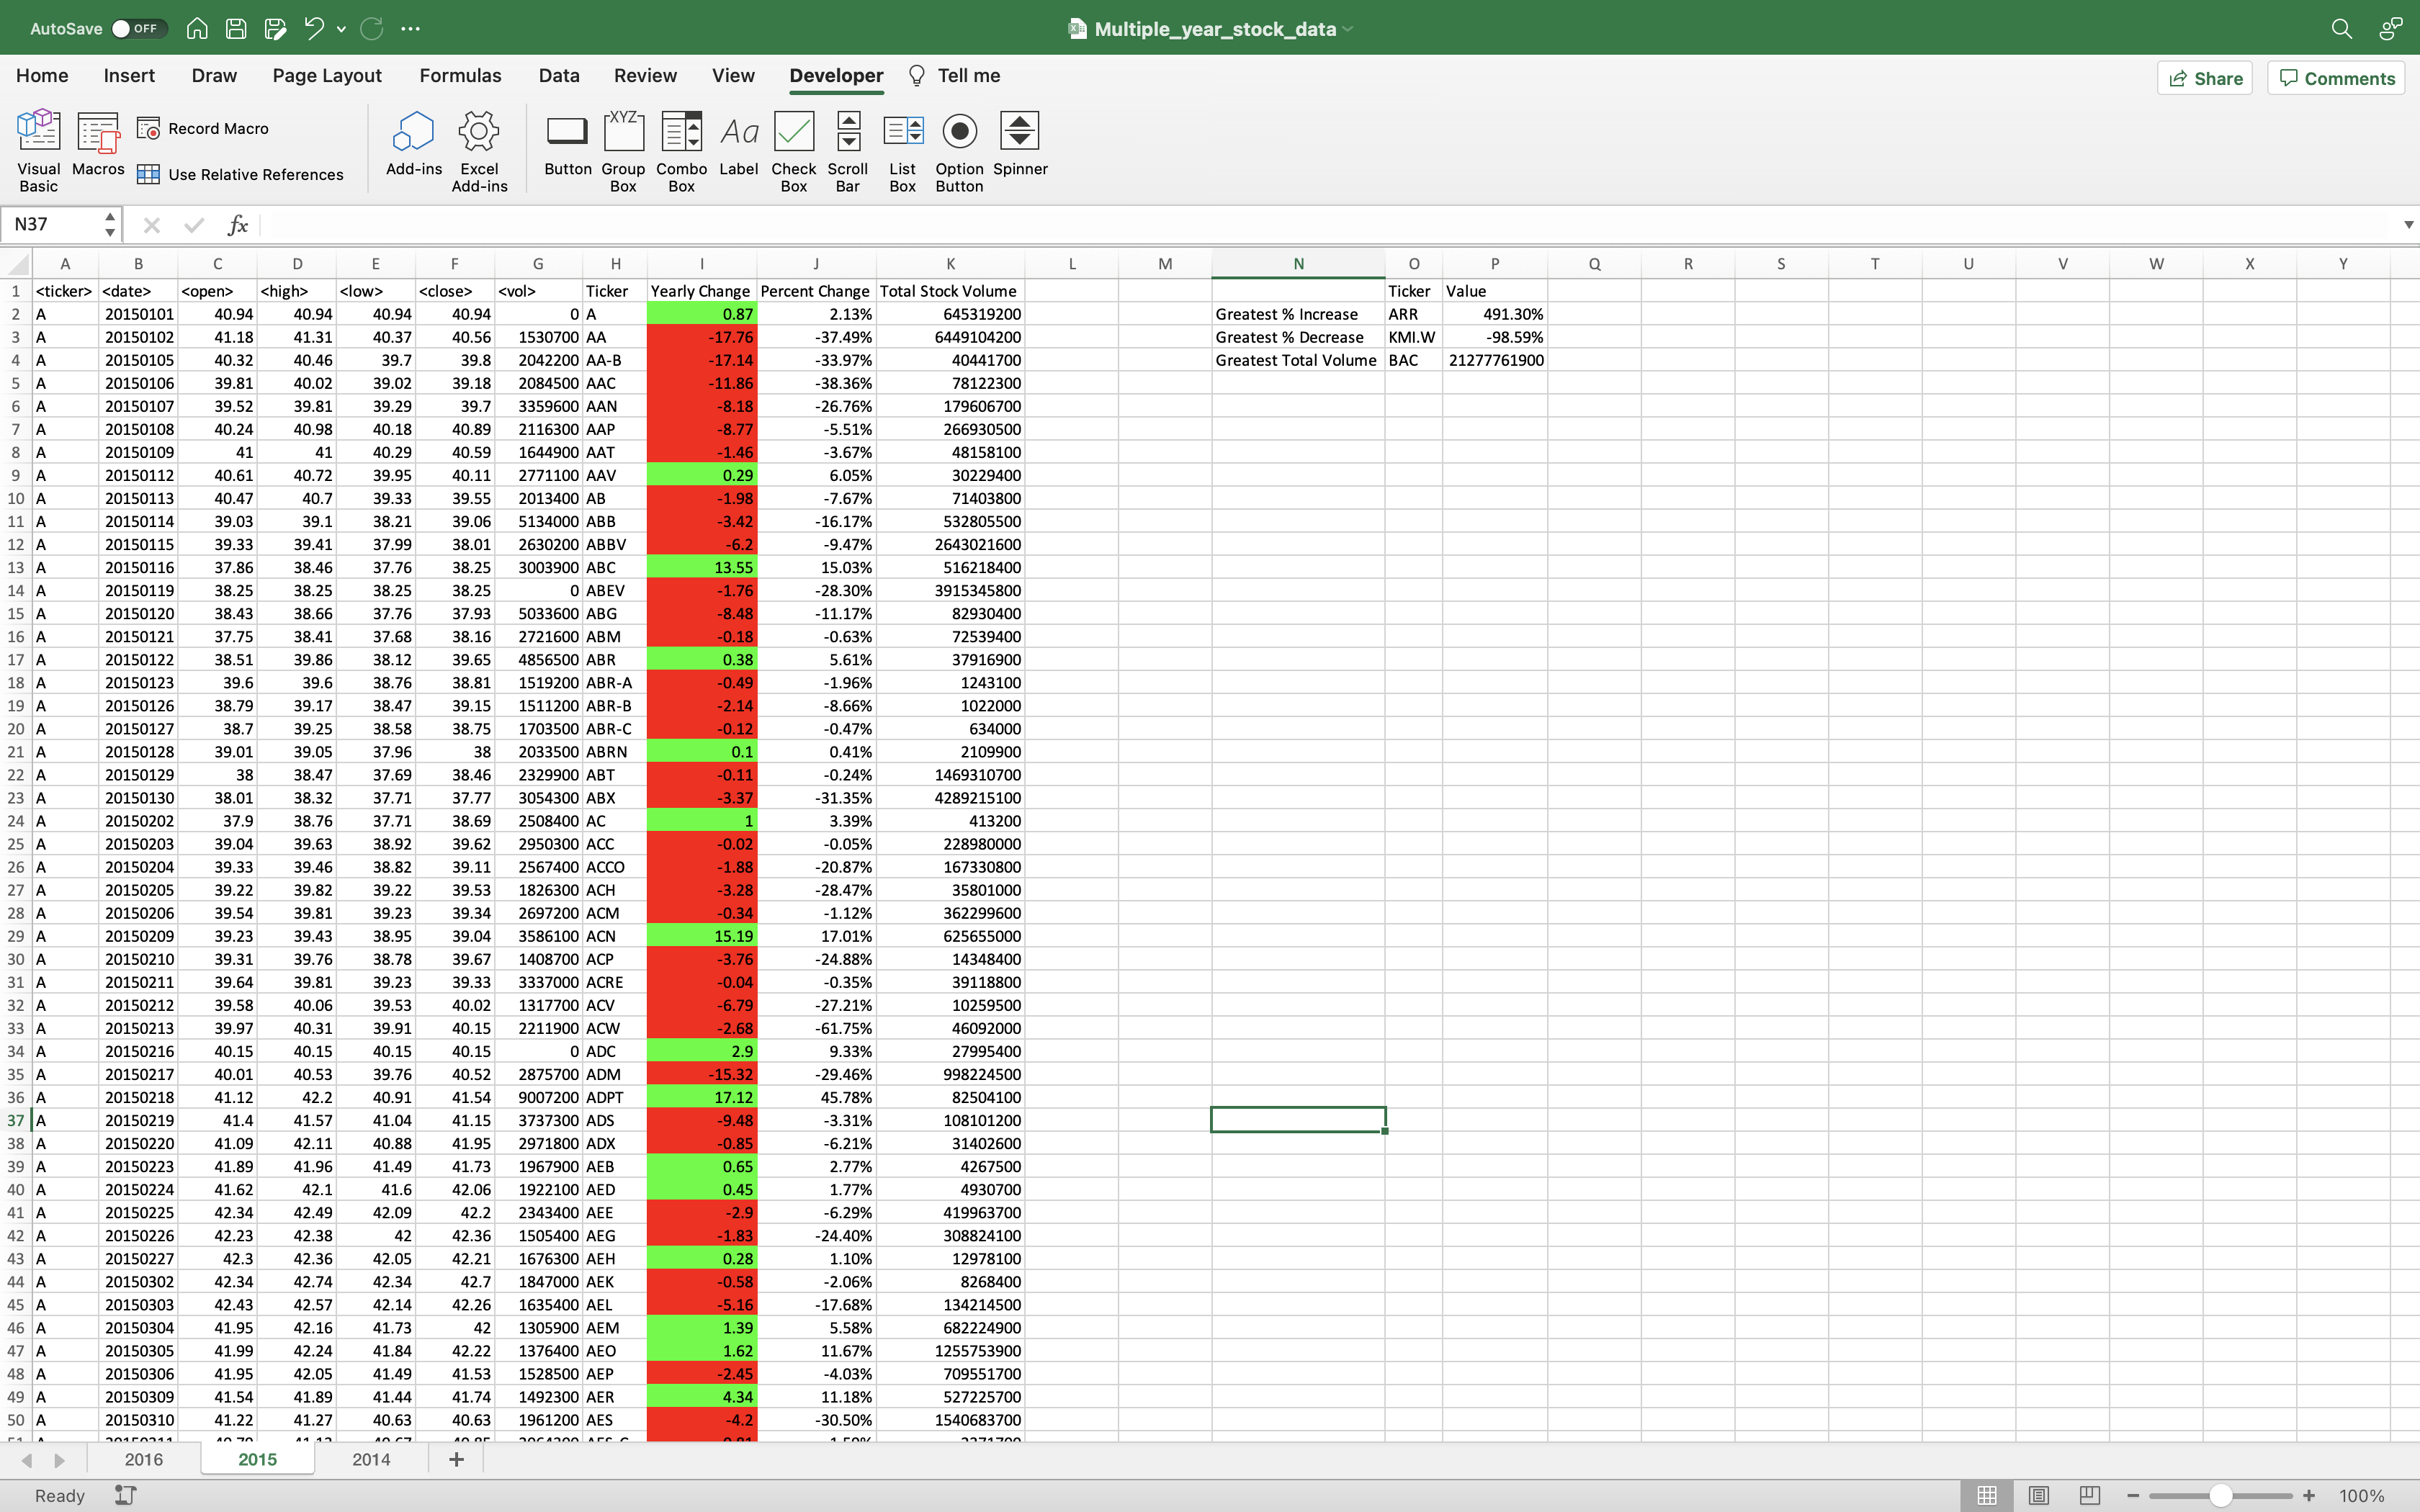 AutoSave OFF Multiple_year_stock_data
Home Insert Draw Page Layout Formulas Data Review View Developer Tell me Share Comments
Visual Basic Macros Record Macro Use Relative References Add-ins Excel Add-ins Button Group Box Combo Box Label Check Box Scroll Bar List Box Option Button Spinner
N37 fx
A B C D E F G H I J K L M N O P Q R S T U V W X Y
1 <ticker> <date> <open> <high> <low> <close> <vol> Ticker Yearly Change Percent Change Total Stock Volume Ticker Value
2 A 20150101 40.94 40.94 40.94 40.94 0 A 0.87 2.13% 645319200 Greatest % Increase ARR 491.30%
3 A 20150102 41.18 41.31 40.37 40.56 1530700 AA -17.76 -37.49% 6449104200 Greatest % Decrease KMI.W -98.59%
4 A 20150105 40.32 40.46 39.7 39.8 2042200 AA-B -17.14 -33.97% 40441700 Greatest Total Volume BAC 21277761900
5 A 20150106 39.81 40.02 39.02 39.18 2084500 AAC -11.86 -38.36% 78122300
6 A 20150107 39.52 39.81 39.29 39.7 3359600 AAN -8.18 -26.76% 179606700
7 A 20150108 40.24 40.98 40.18 40.89 2116300 AAP -8.77 -5.51% 266930500
8 A 20150109 41 41 40.29 40.59 1644900 AAT -1.46 -3.67% 48158100
9 A 20150112 40.61 40.72 39.95 40.11 2771100 AAV 0.29 6.05% 30229400
10 A 20150113 40.47 40.7 39.33 39.55 2013400 AB -1.98 -7.67% 71403800
11 A 20150114 39.03 39.1 38.21 39.06 5134000 ABB -3.42 -16.17% 532805500
12 A 20150115 39.33 39.41 37.99 38.01 2630200 ABBV -6.2 -9.47% 2643021600
13 A 20150116 37.86 38.46 37.76 38.25 3003900 ABC 13.55 15.03% 516218400
14 A 20150119 38.25 38.25 38.25 38.25 0 ABEV -1.76 -28.30% 3915345800
15 A 20150120 38.43 38.66 37.76 37.93 5033600 ABG -8.48 -11.17% 82930400
16 A 20150121 37.75 38.41 37.68 38.16 2721600 ABM -0.18 -0.63% 72539400
17 A 20150122 38.51 39.86 38.12 39.65 4856500 ABR 0.38 5.61% 37916900
18 A 20150123 39.6 39.6 38.76 38.81 1519200 ABR-A -0.49 -1.96% 1243100
19 A 20150126 38.79 39.17 38.47 39.15 1511200 ABR-B -2.14 -8.66% 1022000
20 A 20150127 38.7 39.25 38.58 38.75 1703500 ABR-C -0.12 -0.47% 634000
21 A 20150128 39.01 39.05 37.96 38 2033500 ABRN 0.1 0.41% 2109900
22 A 20150129 38 38.47 37.69 38.46 2329900 ABT -0.11 -0.24% 1469310700
23 A 20150130 38.01 38.32 37.71 37.77 3054300 ABX -3.37 -31.35% 4289215100
24 A 20150202 37.9 38.76 37.71 38.69 2508400 AC 1 3.39% 413200
25 A 20150203 39.04 39.63 38.92 39.62 2950300 ACC -0.02 -0.05% 228980000
26 A 20150204 39.33 39.46 38.82 39.11 2567400 ACCO -1.88 -20.87% 167330800
27 A 20150205 39.22 39.82 39.22 39.53 1826300 ACH -3.28 -28.47% 35801000
28 A 20150206 39.54 39.81 39.23 39.34 2697200 ACM -0.34 -1.12% 362299600
29 A 20150209 39.23 39.43 38.95 39.04 3586100 ACN 15.19 17.01% 625655000
30 A 20150210 39.31 39.76 38.78 39.67 1408700 ACP -3.76 -24.88% 14348400
31 A 20150211 39.64 39.81 39.23 39.33 3337000 ACRE -0.04 -0.35% 39118800
32 A 20150212 39.58 40.06 39.53 40.02 1317700 ACV -6.79 -27.21% 10259500
33 A 20150213 39.97 40.31 39.91 40.15 2211900 ACW -2.68 -61.75% 46092000
34 A 20150216 40.15 40.15 40.15 40.15 0 ADC 2.9 9.33% 27995400
35 A 20150217 40.01 40.53 39.76 40.52 2875700 ADM -15.32 -29.46% 998224500
36 A 20150218 41.12 42.2 40.91 41.54 9007200 ADPT 17.12 45.78% 82504100
37 A 20150219 41.4 41.57 41.04 41.15 3737300 ADS -9.48 -3.31% 108101200
38 A 20150220 41.09 42.11 40.88 41.95 2971800 ADX -0.85 -6.21% 31402600
39 A 20150223 41.89 41.96 41.49 41.73 1967900 AEB 0.65 2.77% 4267500
40 A 20150224 41.62 42.1 41.6 42.06 1922100 AED 0.45 1.77% 4930700
41 A 20150225 42.34 42.49 42.09 42.2 2343400 AEE -2.9 -6.29% 419963700
42 A 20150226 42.23 42.38 42 42.36 1505400 AEG -1.83 -24.40% 308824100
43 A 20150227 42.3 42.36 42.05 42.21 1676300 AEH 0.28 1.10% 12978100
44 A 20150302 42.34 42.74 42.34 42.7 1847000 AEK -0.58 -2.06% 8268400
45 A 20150303 42.43 42.57 42.14 42.26 1635400 AEL -5.16 -17.68% 134214500
46 A 20150304 41.95 42.16 41.73 42 1305900 AEM 1.39 5.58% 682224900
47 A 20150305 41.99 42.24 41.84 42.22 1376400 AEO 1.62 11.67% 1255753900
48 A 20150306 41.95 42.05 41.49 41.53 1528500 AEP -2.45 -4.03% 709551700
49 A 20150309 41.54 41.89 41.44 41.74 1492300 AER 4.34 11.18% 527225700
50 A 20150310 41.22 41.27 40.63 40.63 1961200 AES -4.2 -30.50% 1540683700
2016 2015 2014 +
Ready 100%